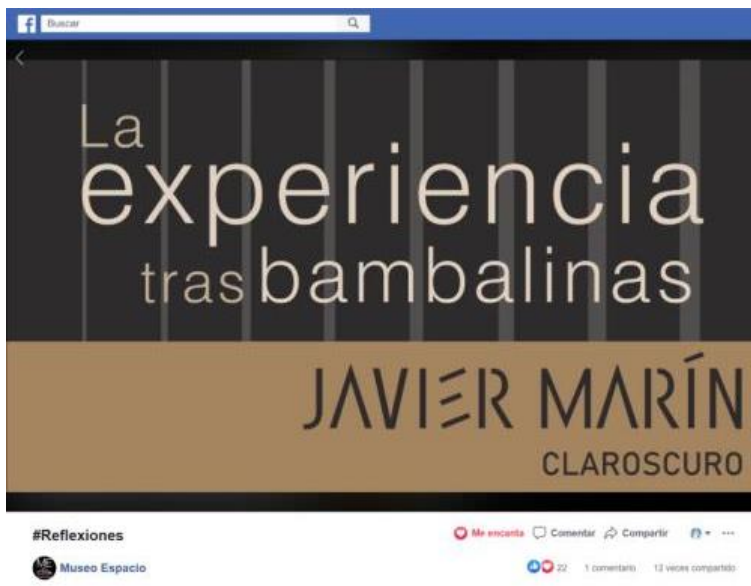 Buscar
La
experiencia
tras bambalinas
JAVIER MARÍN
CLAROSCURO
#Reflexiones
Me encanta Comentar Compartir
Museo Espacio
22 1 comentario 13 veces compartido